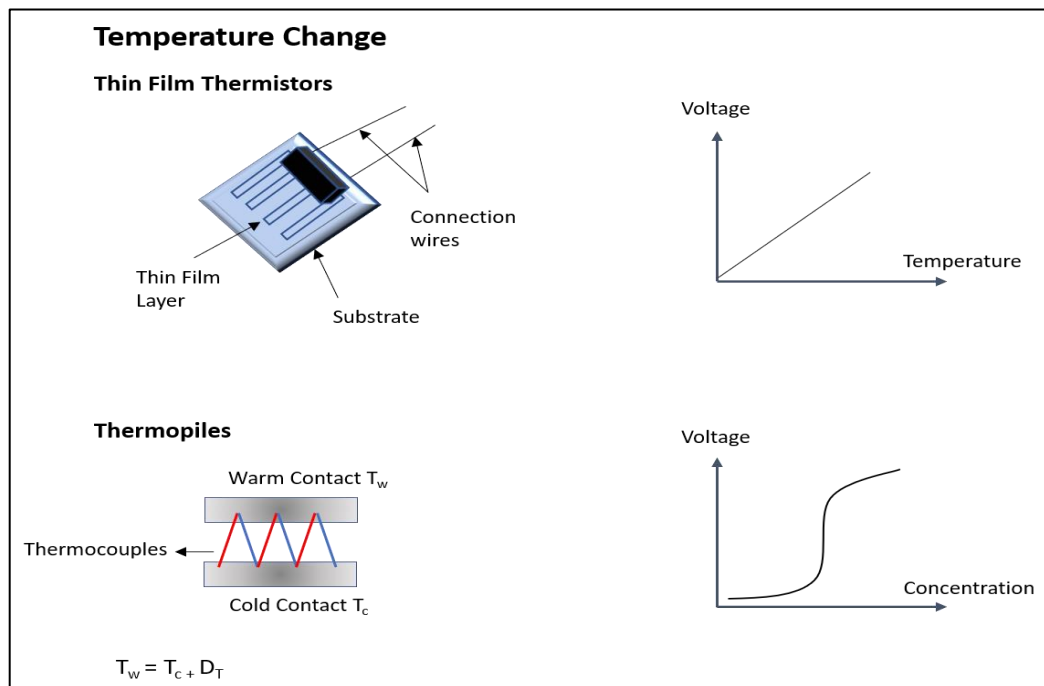 Temperature Change
Thin Film Thermistors
Connection
wires
Thin Film
Layer
Substrate
Voltage
Temperature
Thermopiles
Warm Contact Tw
Thermocouples
Cold Contact Tc
Tw = Tc + DT
Voltage
Concentration